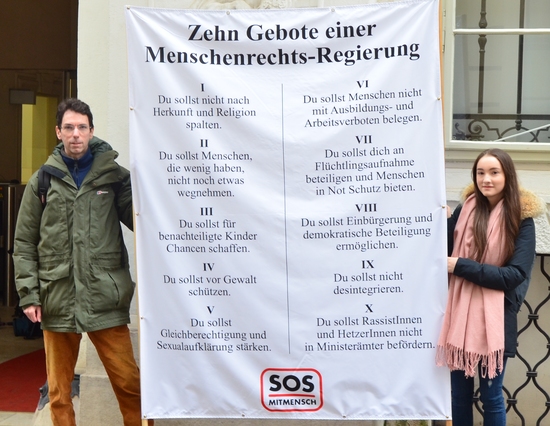 Zehn Gebote einer
Menschenrechts-Regierung
I
Du sollst nicht nach
Herkunft und Religion
spalten.
II
Du sollst Menschen,
die wenig haben,
nicht noch etwas
wegnehmen.
III
Du sollst für
benachteiligte Kinder
Chancen schaffen.
IV
Du sollst vor Gewalt
schützen.
V
Du sollst
Gleichberechtigung und
Sexualaufklärung stärken.
VI
Du sollst Menschen nicht
mit Ausbildungs- und
Arbeitsverboten belegen.
VII
Du sollst dich an
Flüchtlingsaufnahme
beteiligen und Menschen
in Not Schutz bieten.
VIII
Du sollst Einbürgerung und
demokratische Beteiligung
ermöglichen.
IX
Du sollst nicht
desintegrieren.
X
Du sollst RassistInnen
und HetzerInnen nicht
in Ministerämter befördern.
SOS
MITMENSCH